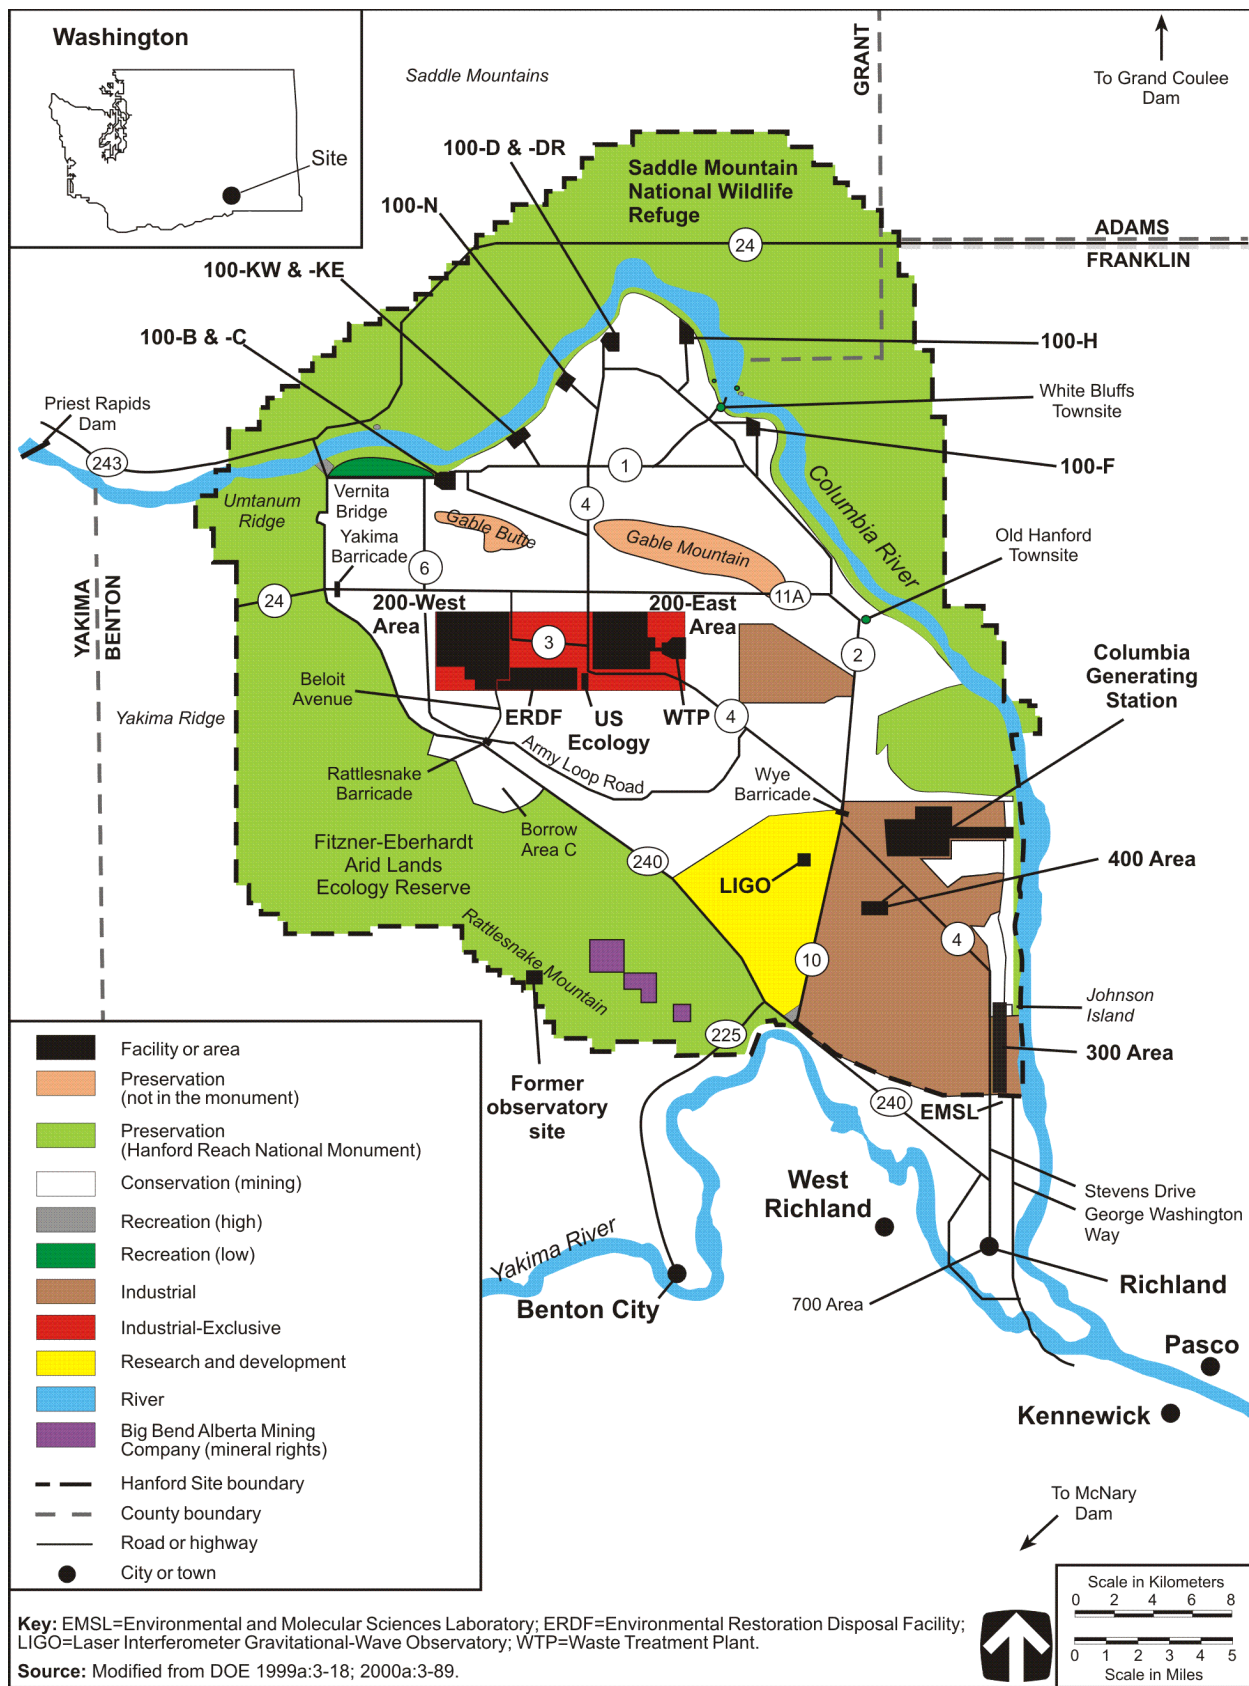 Washington
Site
Saddle Mountains
GRANT
To Grand Coulee
Dam
100-D & -DR
Saddle Mountain
National Wildlife
Refuge
100-N
24
ADAMS
FRANKLIN
100-KW & -KE
100-B & -C
100-H
White Bluffs
Townsite
Priest Rapids
Dam
243
1
100-F
Umtanum
Ridge
Vernita
Bridge
4
Columbia River
Gable Butte
Gable Mountain
Yakima
Barricade
Old Hanford
Townsite
6
24
11A
YAKIMA
BENTON
200-West
Area
200-East
Area
3
2
Columbia
Generating
Station
Beloit
Avenue
Yakima Ridge
ERDF
US
Ecology
WTP
4
Army Loop Road
Rattlesnake
Barricade
Wye
Barricade
Borrow
Area C
Fitzner-Eberhardt
Arid Lands
Ecology Reserve
240
LIGO
400 Area
Rattlesnake Mountain
10
4
Johnson
Island
225
300 Area
Former
observatory
site
240
EMSL
West
Richland
Stevens Drive
George Washington
Way
Yakima River
Benton City
700 Area
Richland
Pasco
Kennewick
To McNary
Dam
Facility or area
Preservation
(not in the monument)
Preservation
(Hanford Reach National Monument)
Conservation (mining)
Recreation (high)
Recreation (low)
Industrial
Industrial-Exclusive
Research and development
River
Big Bend Alberta Mining
Company (mineral rights)
Hanford Site boundary
County boundary
Road or highway
City or town
Scale in Kilometers
0 2 4 6 8
0 1 2 3 4 5
Scale in Miles
Key: EMSL=Environmental and Molecular Sciences Laboratory; ERDF=Environmental Restoration Disposal Facility;
LIGO=Laser Interferometer Gravitational-Wave Observatory; WTP=Waste Treatment Plant.
Source: Modified from DOE 1999a:3-18; 2000a:3-89.